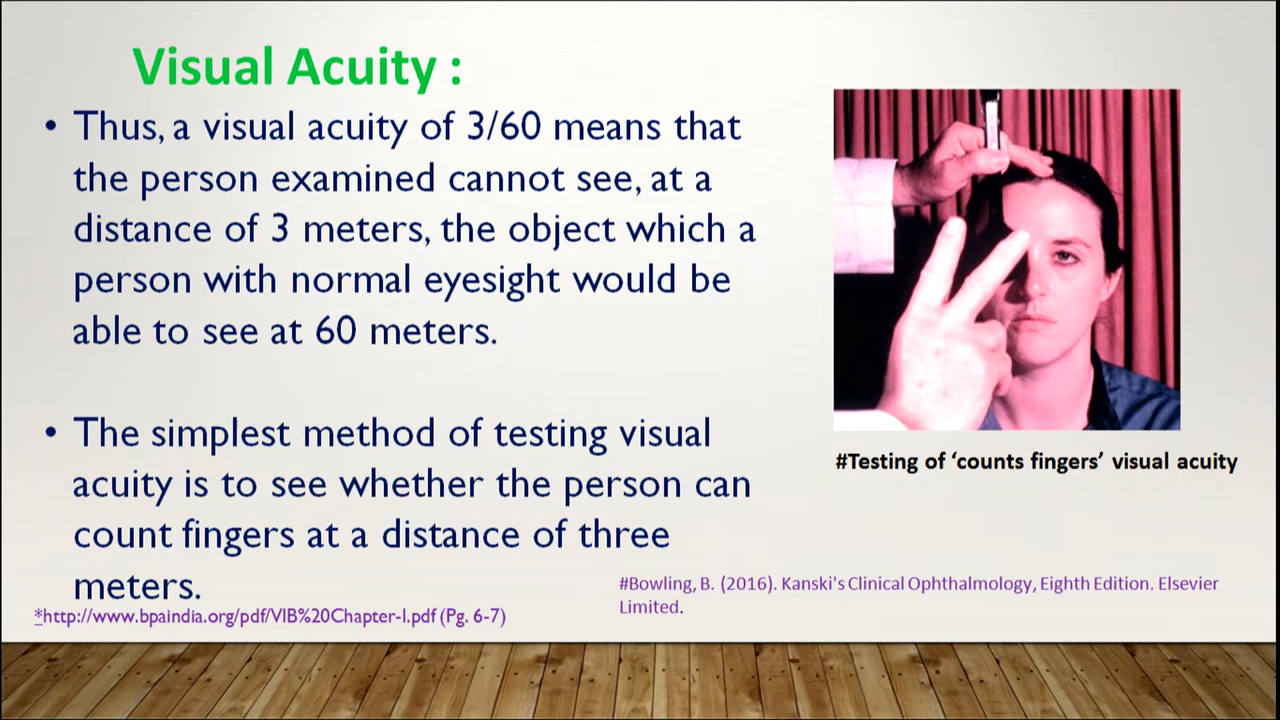 Visual Acuity :
• Thus, a visual acuity of 3/60 means that
the person examined cannot see, at a
distance of 3 meters, the object which a
person with normal eyesight would be
able to see at 60 meters.
• The simplest method of testing visual
acuity is to see whether the person can
count fingers at a distance of three
meters.
#Testing of ‘counts fingers’ visual acuity
#Bowling, B. (2016). Kanski's Clinical Ophthalmology, Eighth Edition. Elsevier
Limited.
*http://www.bpaindia.org/pdf/VIB%20Chapter-I.pdf (Pg. 6-7)